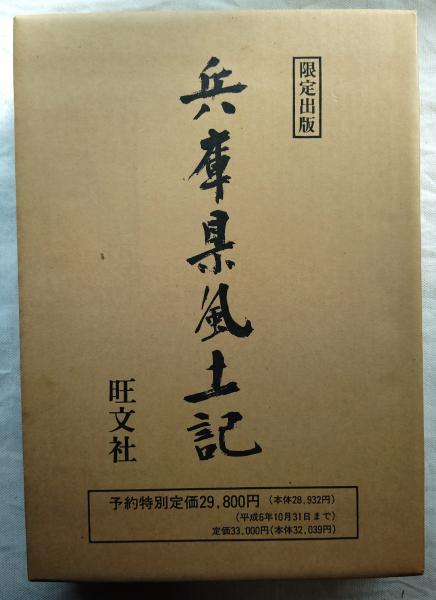 限定出版
兵庫県風土記
旺文社
予約特別定価29,800円（本体28,932円）
（平成6年10月31日まで）
定価33,000円（本体32,039円）